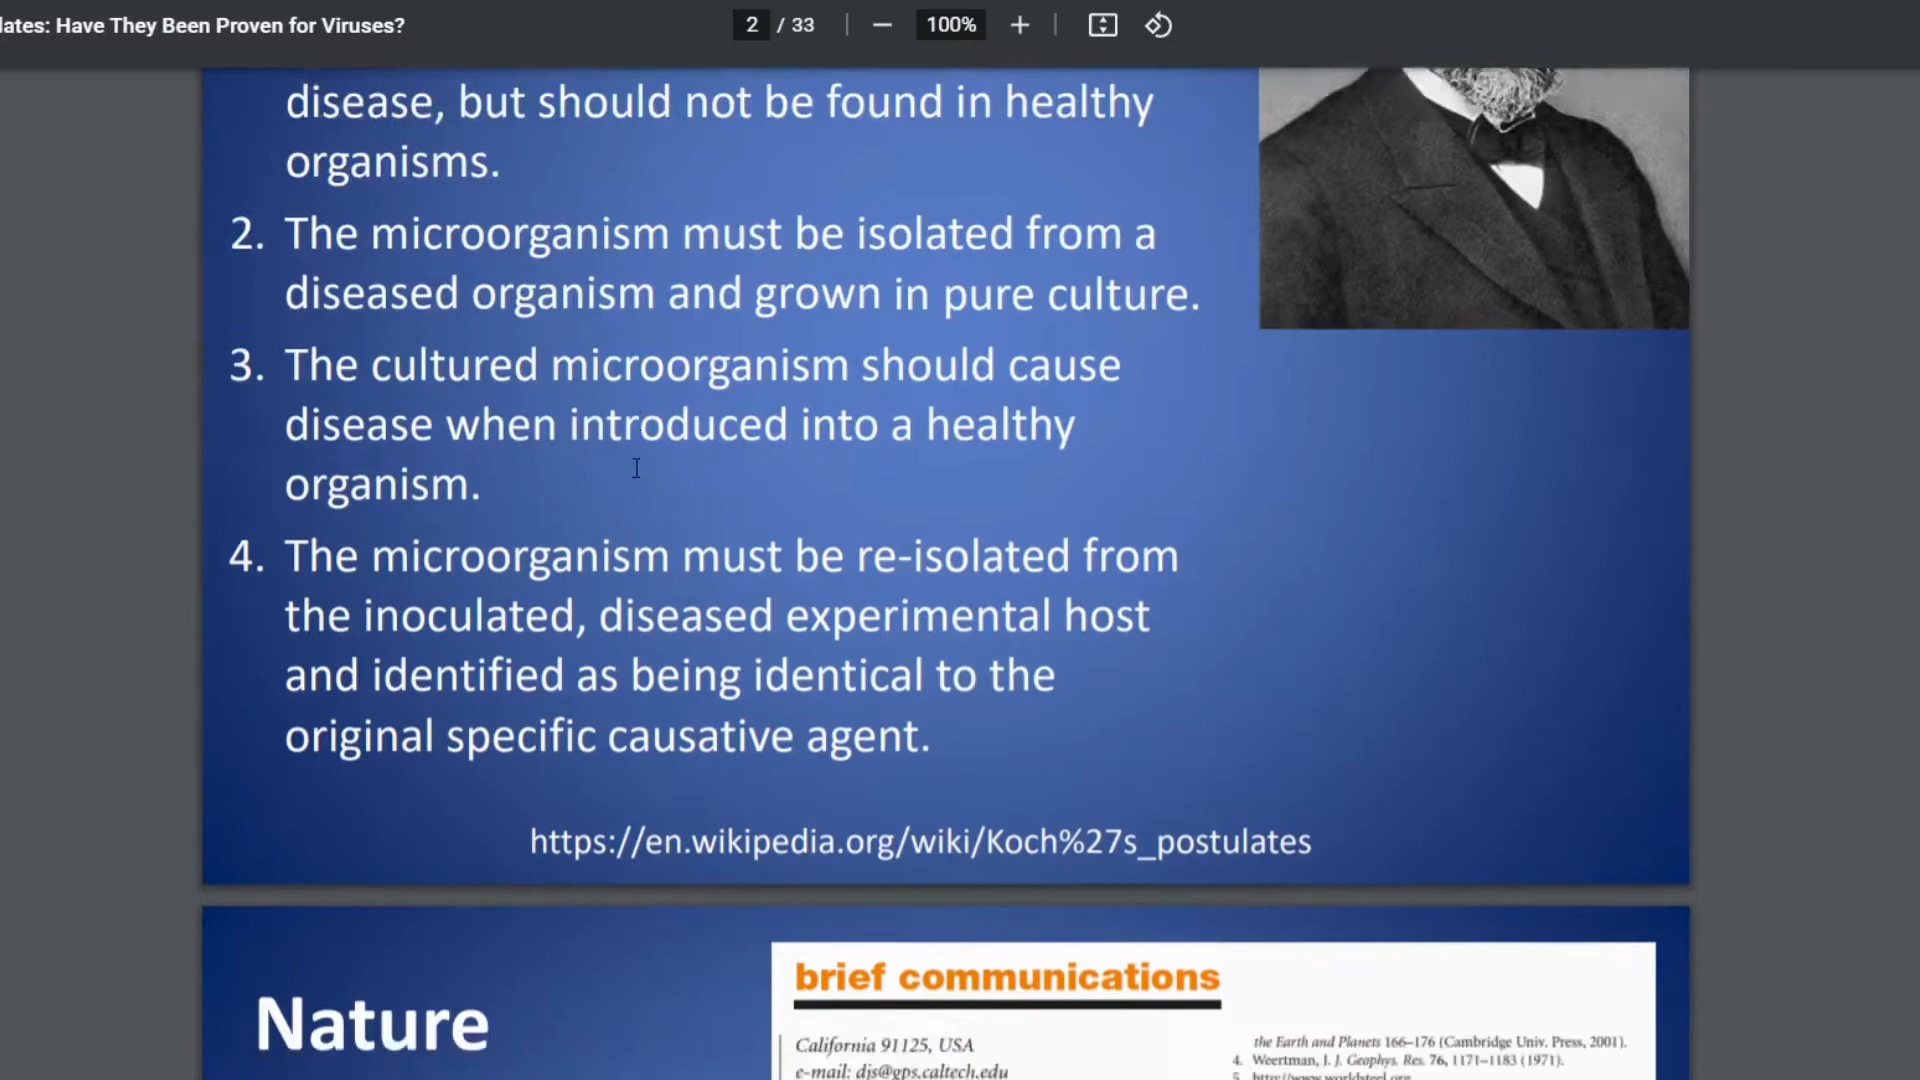 lates: Have They Been Proven for Viruses?
2 / 33
100%
disease, but should not be found in healthy
organisms.
2. The microorganism must be isolated from a
diseased organism and grown in pure culture.
3. The cultured microorganism should cause
disease when introduced into a healthy
organism.
4. The microorganism must be re-isolated from
the inoculated, diseased experimental host
and identified as being identical to the
original specific causative agent.
https://en.wikipedia.org/wiki/Koch%27s_postulates
Nature
brief communications
California 91125, USA
e-mail: djs@gps.caltech.edu
the Earth and Planets 166–176 (Cambridge Univ. Press, 2001).
4. Weertman, J. J. Geophys. Res. 76, 1171–1183 (1971).
5. http://www.worldsteel.org